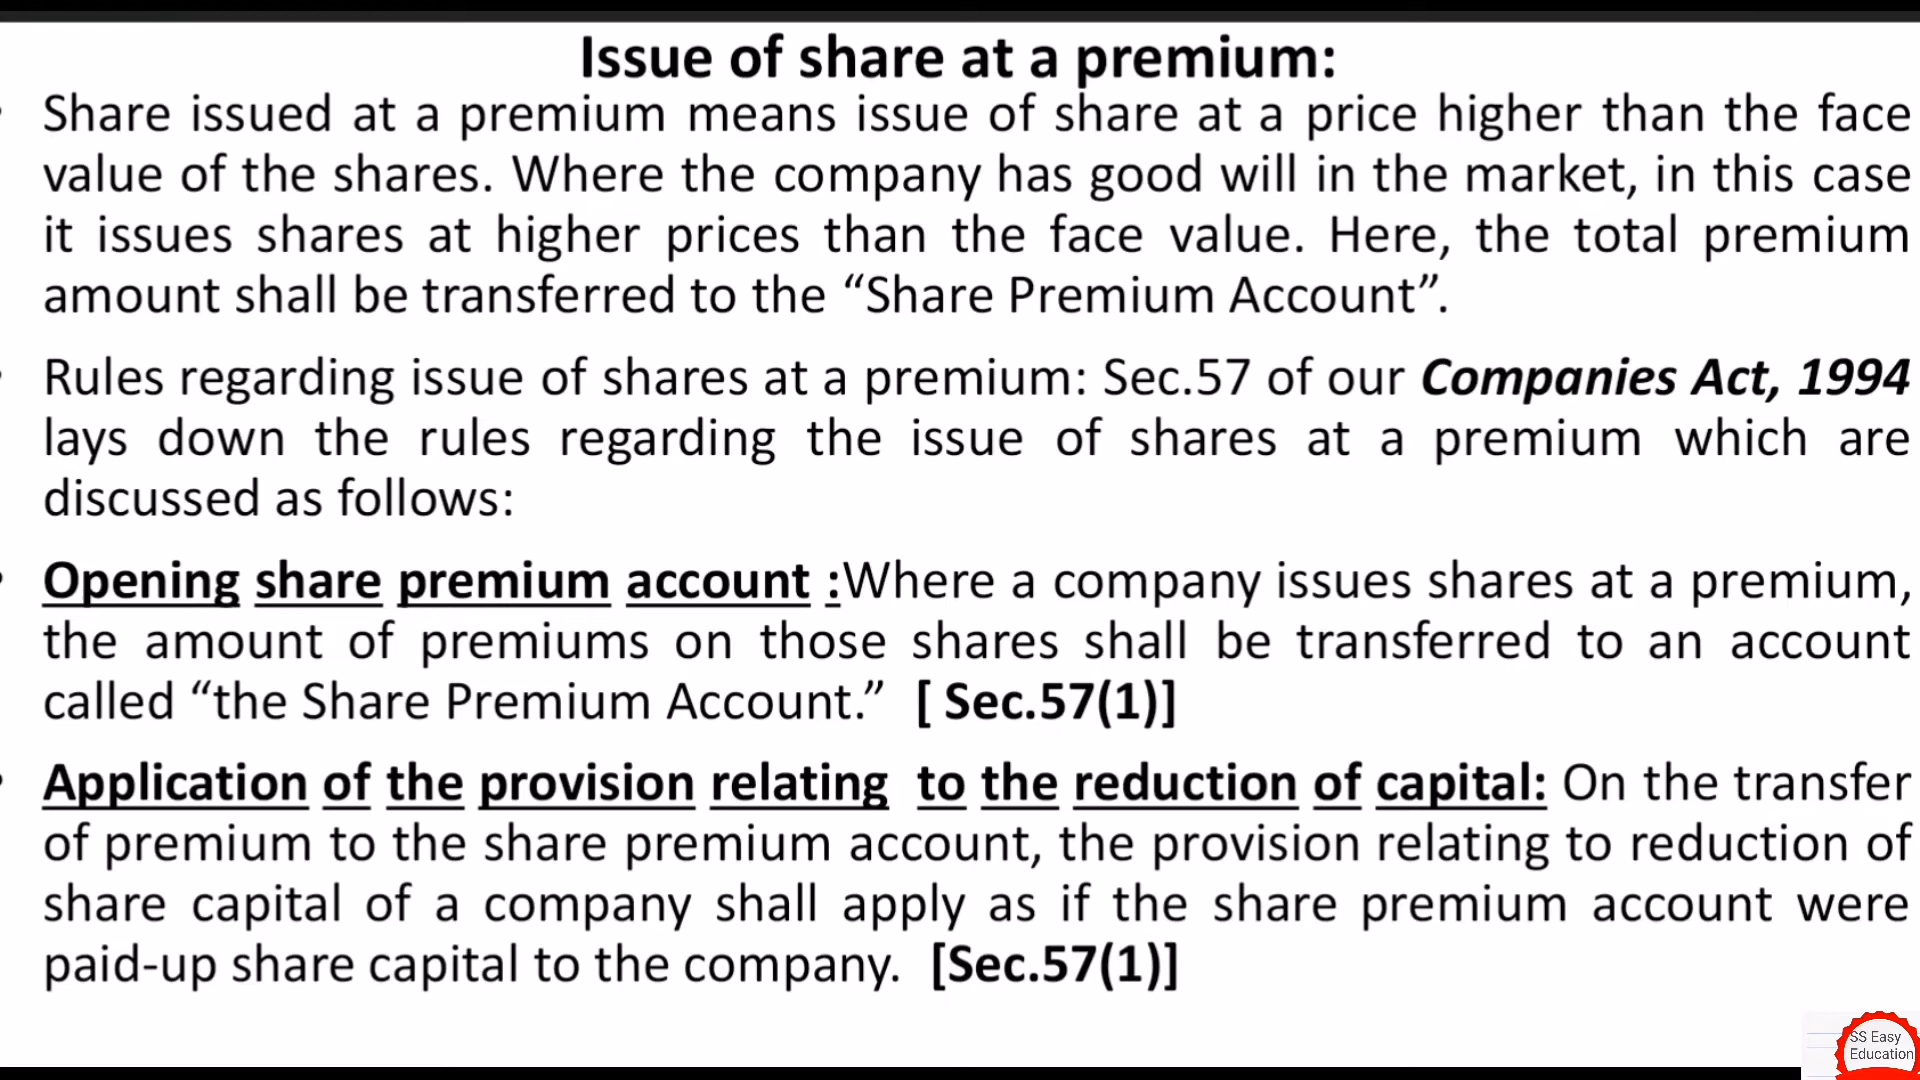 Issue of share at a premium:
• Share issued at a premium means issue of share at a price higher than the face
value of the shares. Where the company has good will in the market, in this case
it issues shares at higher prices than the face value. Here, the total premium
amount shall be transferred to the “Share Premium Account”.
• Rules regarding issue of shares at a premium: Sec.57 of our Companies Act, 1994
lays down the rules regarding the issue of shares at a premium which are
discussed as follows:
• Opening share premium account :Where a company issues shares at a premium,
the amount of premiums on those shares shall be transferred to an account
called “the Share Premium Account.” [ Sec.57(1)]
• Application of the provision relating to the reduction of capital: On the transfer
of premium to the share premium account, the provision relating to reduction of
share capital of a company shall apply as if the share premium account were
paid-up share capital to the company. [Sec.57(1)]
SS Easy
Education